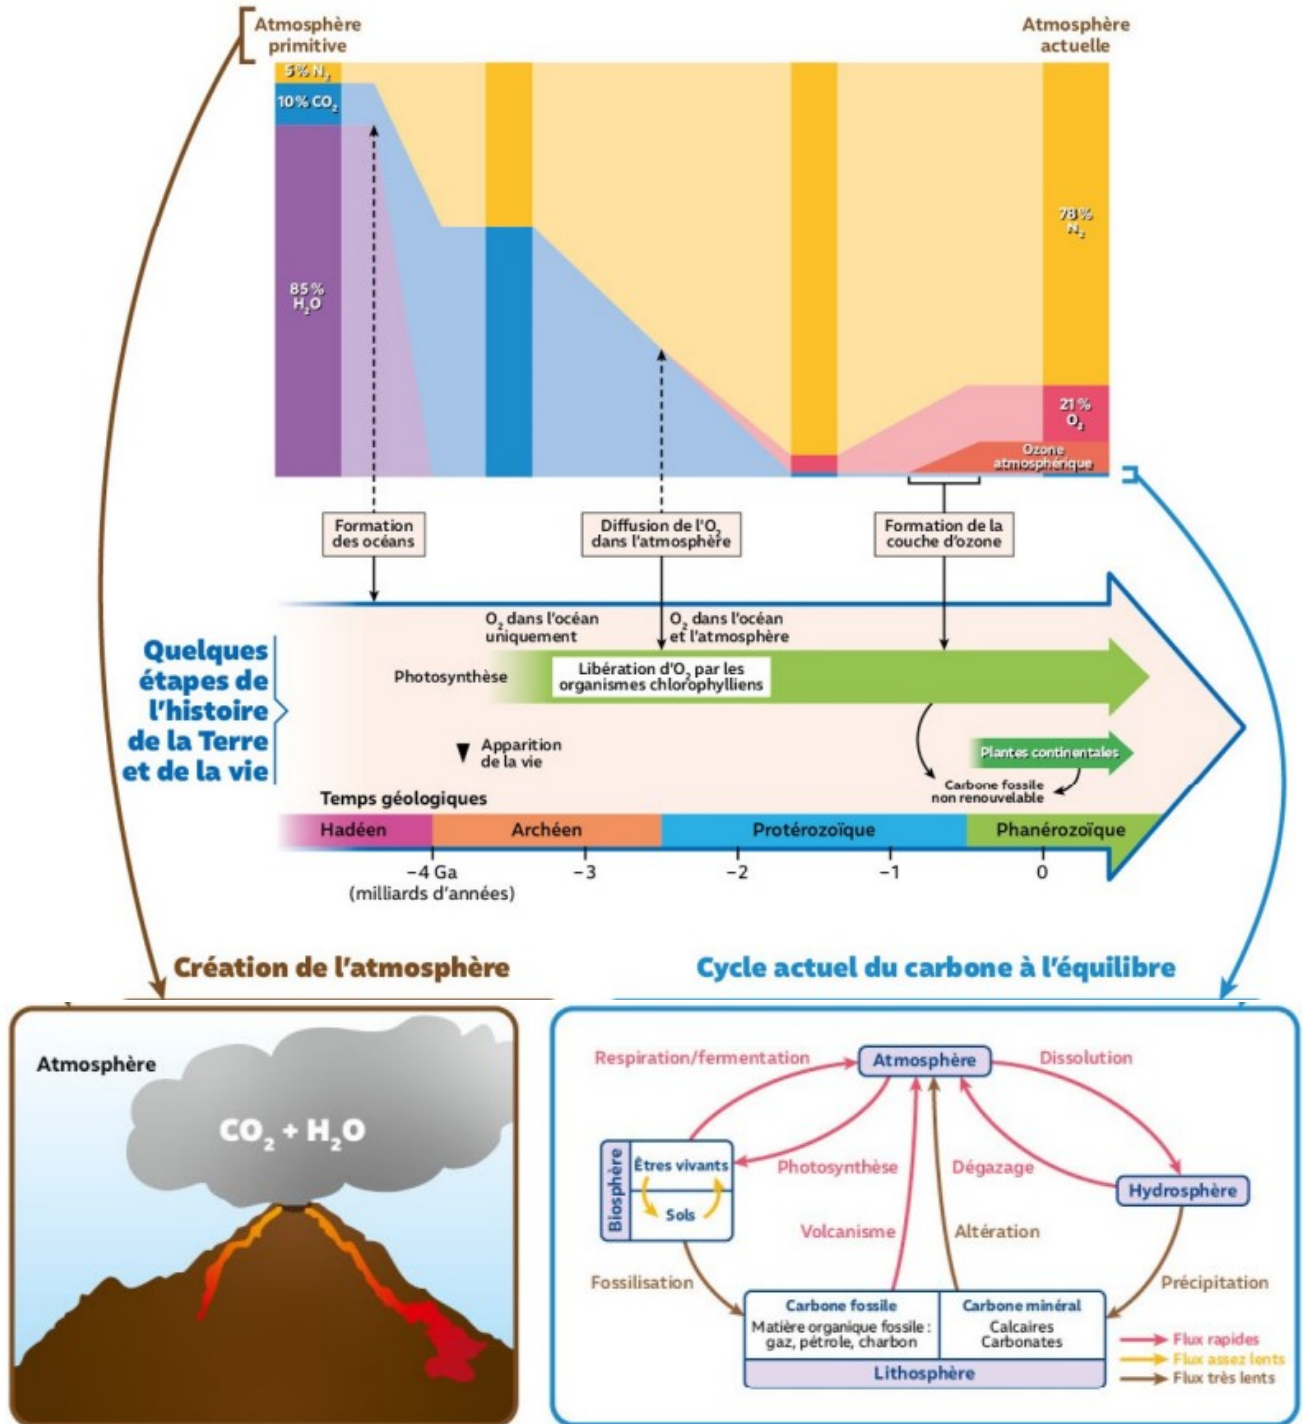 Atmosphère
primitive
Atmosphère
actuelle
5% N₂
10% CO₂
85%
H₂O
78%
N₂
21%
O₂
Ozone
atmosphérique
Formation
des océans
Diffusion de l'O₂
dans l'atmosphère
Formation de la
couche d'ozone
O₂ dans l'océan
uniquement
O₂ dans l'océan
et l'atmosphère
Quelques
étapes de
l'histoire
de la Terre
et de la vie
Photosynthèse
Libération d'O₂ par les
organismes chlorophylliens
Apparition
de la vie
Plantes continentales
Carbone fossile
non renouvelable
Temps géologiques
Hadéen
Archéen
Protérozoïque
Phanérozoïque
−4 Ga
(milliards d'années)
−3
−2
−1
0
Création de l'atmosphère
Cycle actuel du carbone à l'équilibre
Atmosphère
CO₂ + H₂O
Respiration/fermentation
Atmosphère
Dissolution
Biosphère
Êtres vivants
Sols
Photosynthèse
Dégazage
Hydrosphère
Volcanisme
Altération
Fossilisation
Précipitation
Carbone fossile
Matière organique fossile :
gaz, pétrole, charbon
Carbone minéral
Calcaires
Carbonates
Lithosphère
Flux rapides
Flux assez lents
Flux très lents